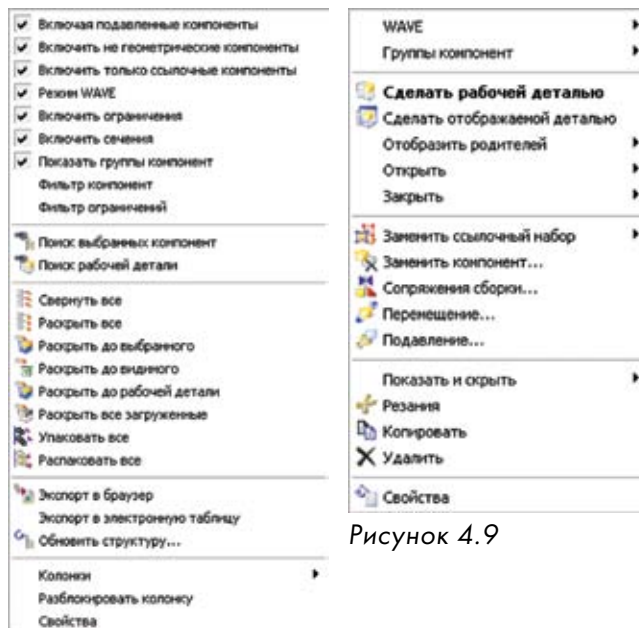 Включая подавленные компоненты
Включить не геометрические компоненты
Включить только ссылочные компоненты
Режим WAVE
Включить ограничения
Включить сечения
Показать группы компонент
Фильтр компонент
Фильтр ограничений
Поиск выбранных компонент
Поиск рабочей детали
Свернуть все
Раскрыть все
Раскрыть до выбранного
Раскрыть до видимого
Раскрыть до рабочей детали
Раскрыть все загруженные
Упаковать все
Распаковать все
Экспорт в браузер
Экспорт в электронную таблицу
Обновить структуру...
Колонки
Разблокировать колонку
Свойства
WAVE
Группы компонент
Сделать рабочей деталью
Сделать отображаемой деталью
Отобразить родителей
Открыть
Закрыть
Заменить ссылочный набор
Заменить компонент...
Сопряжения сборки...
Перемещение...
Подавление...
Показать и скрыть
Резания
Копировать
Удалить
Свойства
Рисунок 4.9